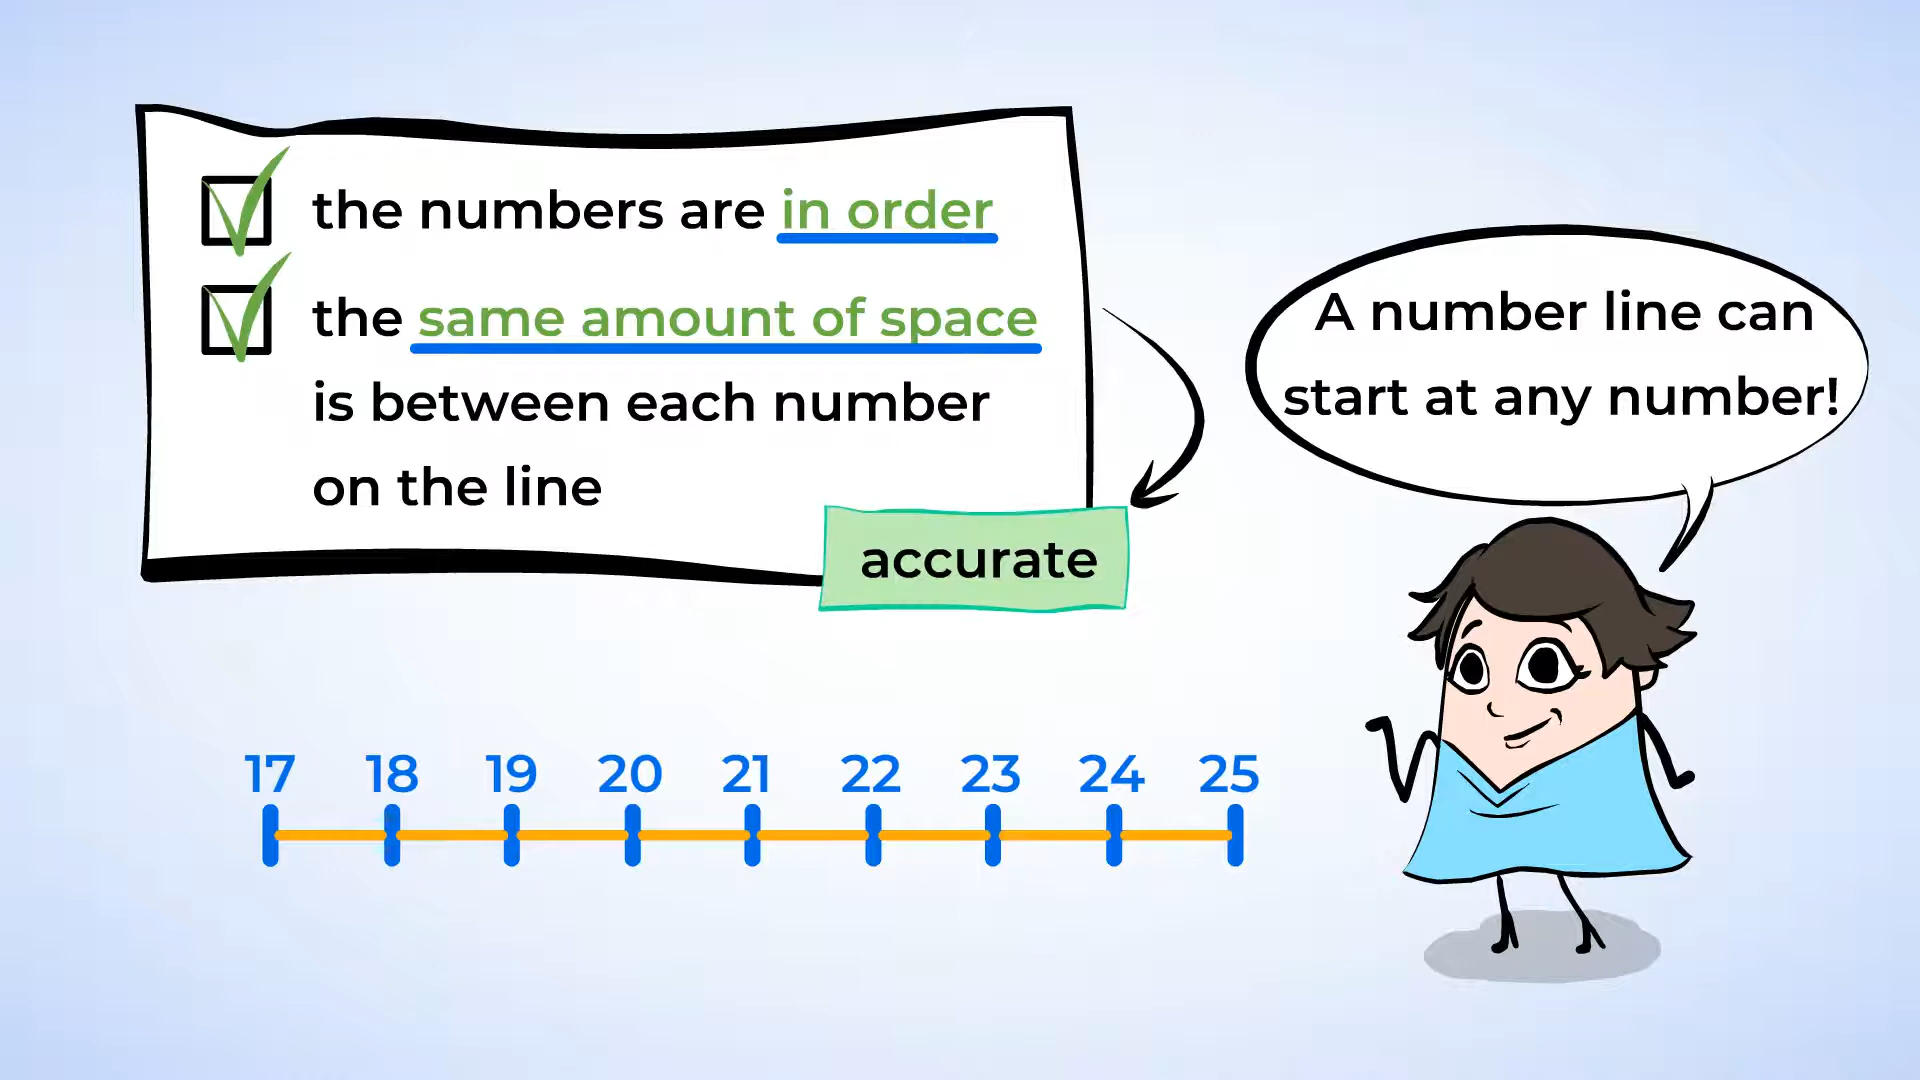 the numbers are in order
the same amount of space
is between each number
on the line
accurate
A number line can
start at any number!
17 18 19 20 21 22 23 24 25